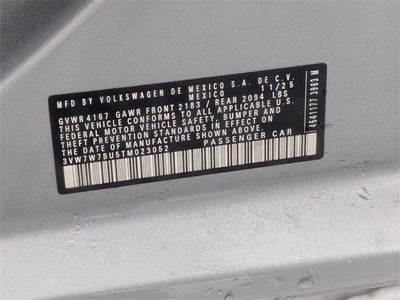 MFD BY VOLKSWAGEN DE MEXICO S.A. DE C.V.
MEXICO 11/25
GVWR 4167 GAWR FRONT 2183 / REAR 2094 LBS
THIS VEHICLE CONFORMS TO ALL APPLICABLE U.S.
FEDERAL MOTOR VEHICLE SAFETY, BUMPER, AND
THEFT PREVENTION STANDARDS IN EFFECT ON
THE DATE OF MANUFACTURE SHOWN ABOVE.
3VW7W7BU5TM023052 PASSENGER CAR
4541777 3963 M